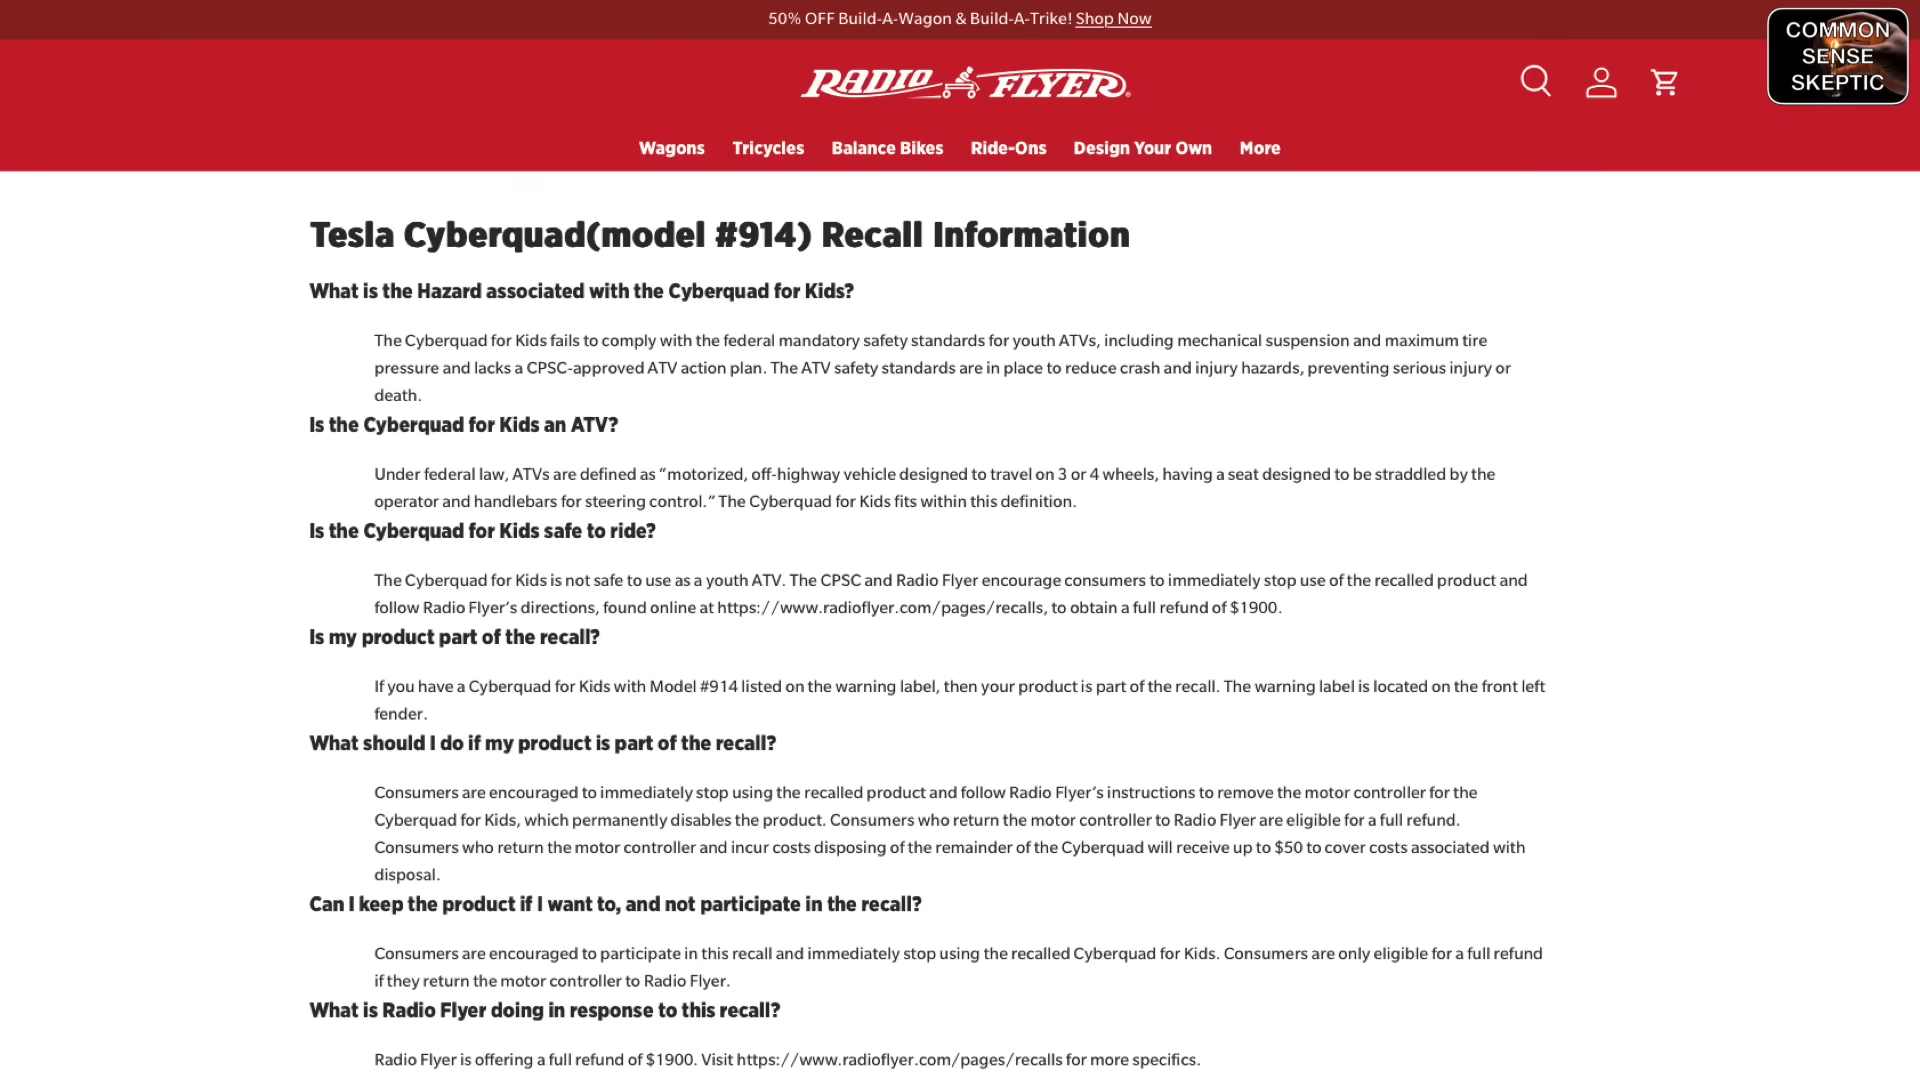 50% OFF Build-A-Wagon & Build-A-Trike! Shop Now
COMMON
SENSE
SKEPTIC
RADIO FLYER®
Wagons Tricycles Balance Bikes Ride-Ons Design Your Own More
Tesla Cyberquad(model #914) Recall Information
What is the Hazard associated with the Cyberquad for Kids?
The Cyberquad for Kids fails to comply with the federal mandatory safety standards for youth ATVs, including mechanical suspension and maximum tire
pressure and lacks a CPSC-approved ATV action plan. The ATV safety standards are in place to reduce crash and injury hazards, preventing serious injury or
death.
Is the Cyberquad for Kids an ATV?
Under federal law, ATVs are defined as “motorized, off-highway vehicle designed to travel on 3 or 4 wheels, having a seat designed to be straddled by the
operator and handlebars for steering control.” The Cyberquad for Kids fits within this definition.
Is the Cyberquad for Kids safe to ride?
The Cyberquad for Kids is not safe to use as a youth ATV. The CPSC and Radio Flyer encourage consumers to immediately stop use of the recalled product and
follow Radio Flyer’s directions, found online at https://www.radioflyer.com/pages/recalls, to obtain a full refund of $1900.
Is my product part of the recall?
If you have a Cyberquad for Kids with Model #914 listed on the warning label, then your product is part of the recall. The warning label is located on the front left
fender.
What should I do if my product is part of the recall?
Consumers are encouraged to immediately stop using the recalled product and follow Radio Flyer’s instructions to remove the motor controller for the
Cyberquad for Kids, which permanently disables the product. Consumers who return the motor controller to Radio Flyer are eligible for a full refund.
Consumers who return the motor controller and incur costs disposing of the remainder of the Cyberquad will receive up to $50 to cover costs associated with
disposal.
Can I keep the product if I want to, and not participate in the recall?
Consumers are encouraged to participate in this recall and immediately stop using the recalled Cyberquad for Kids. Consumers are only eligible for a full refund
if they return the motor controller to Radio Flyer.
What is Radio Flyer doing in response to this recall?
Radio Flyer is offering a full refund of $1900. Visit https://www.radioflyer.com/pages/recalls for more specifics.